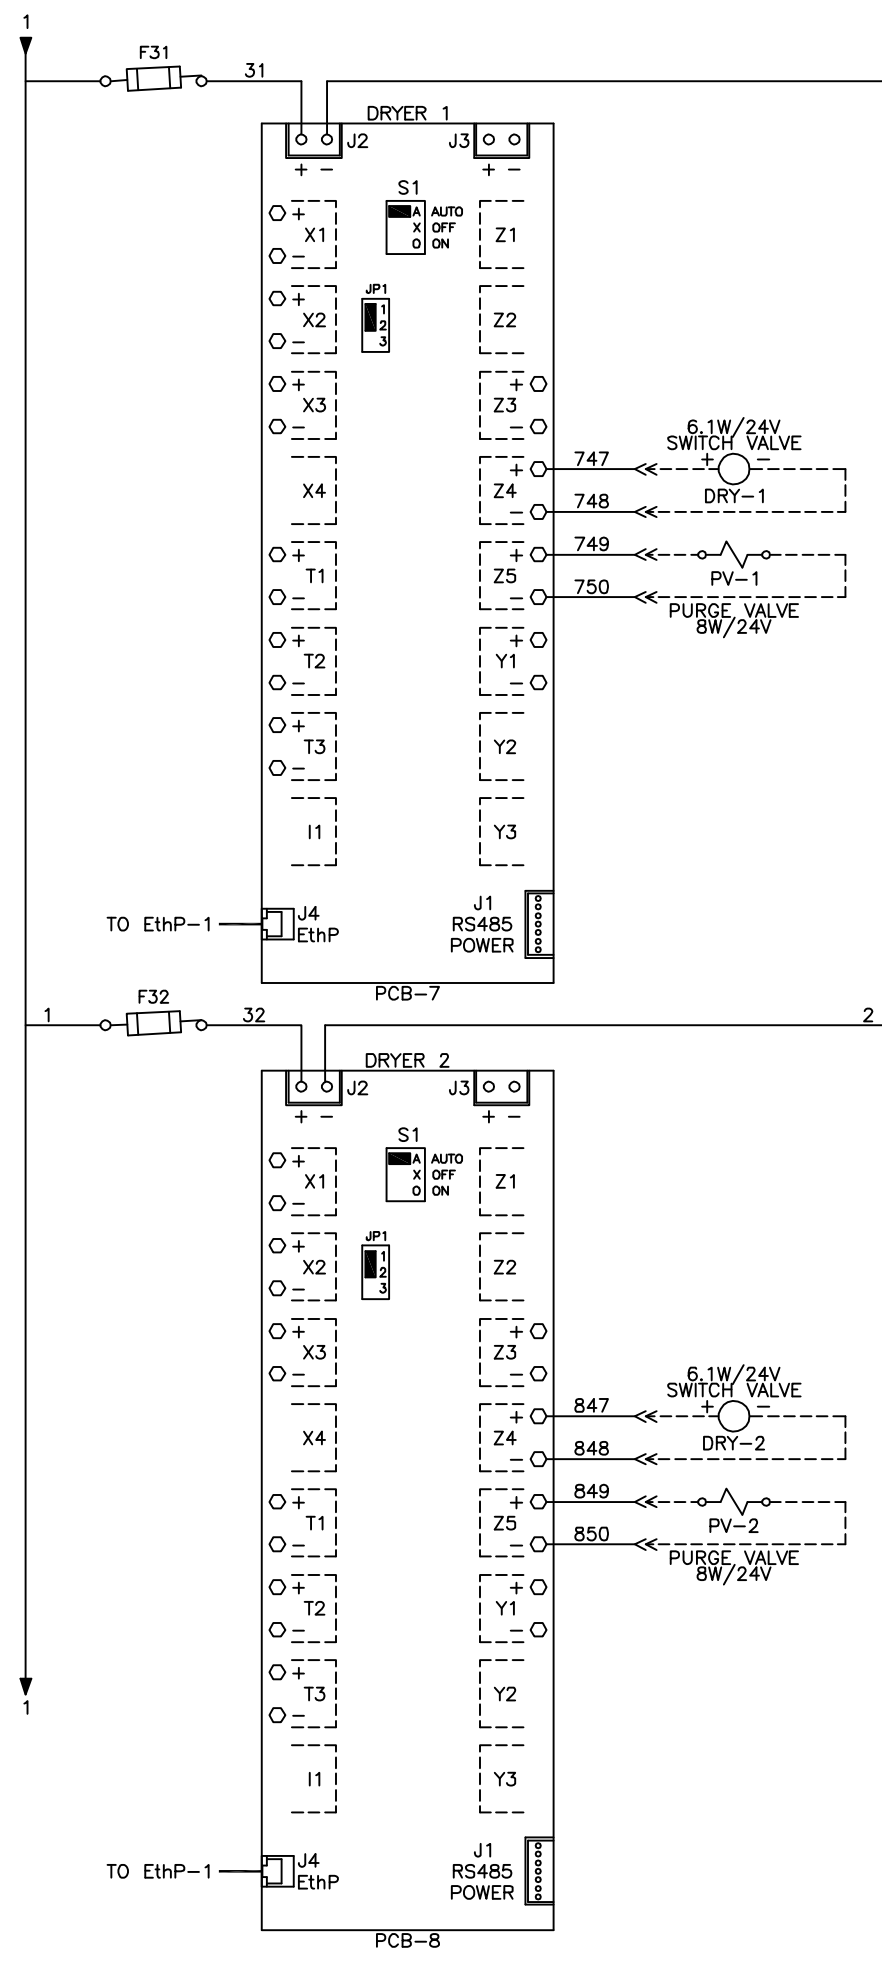 1
F31
31
DRYER 1
J2
J3
+ −
+ −
S1
A AUTO
X OFF
O ON
+
X1
−
Z1
JP1
1
2
3
+
X2
−
Z2
+
X3
−
+
Z3
−
6.1W/24V
SWITCH VALVE
+ −
DRY−1
X4
+
Z4
−
747
748
+
T1
−
+
Z5
−
749
750
PV−1
PURGE VALVE
8W/24V
+
T2
−
+
Y1
−
+
T3
−
Y2
I1
Y3
TO EthP−1
J4
EthP
J1
RS485
POWER
PCB−7
1
F32
32
2
DRYER 2
J2
J3
+ −
+ −
S1
A AUTO
X OFF
O ON
+
X1
−
Z1
JP1
1
2
3
+
X2
−
Z2
+
X3
−
+
Z3
−
6.1W/24V
SWITCH VALVE
+ −
DRY−2
X4
+
Z4
−
847
848
+
T1
−
+
Z5
−
849
850
PV−2
PURGE VALVE
8W/24V
+
T2
−
+
Y1
−
+
T3
−
Y2
1
I1
Y3
TO EthP−1
J4
EthP
J1
RS485
POWER
PCB−8